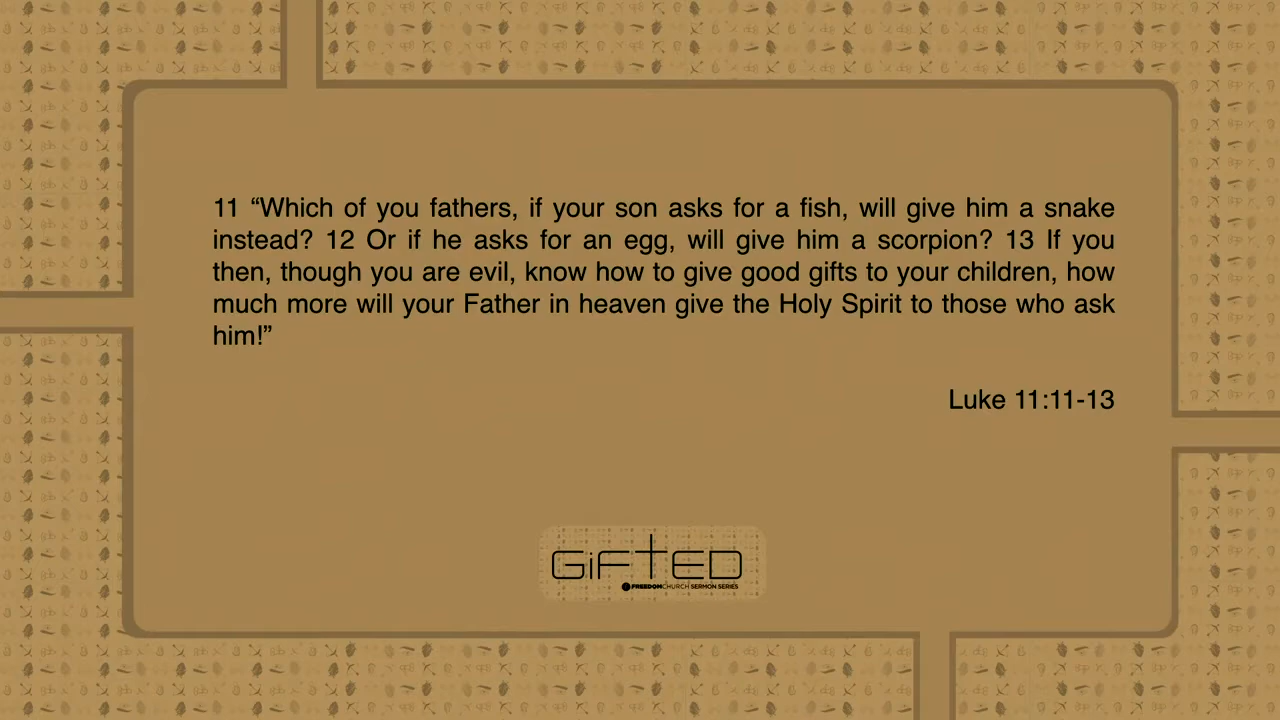 11 “Which of you fathers, if your son asks for a fish, will give him a snake
instead? 12 Or if he asks for an egg, will give him a scorpion? 13 If you
then, though you are evil, know how to give good gifts to your children, how
much more will your Father in heaven give the Holy Spirit to those who ask
him!”
Luke 11:11-13
GiFtED
FREEDOMCHURCH SERMON SERIES